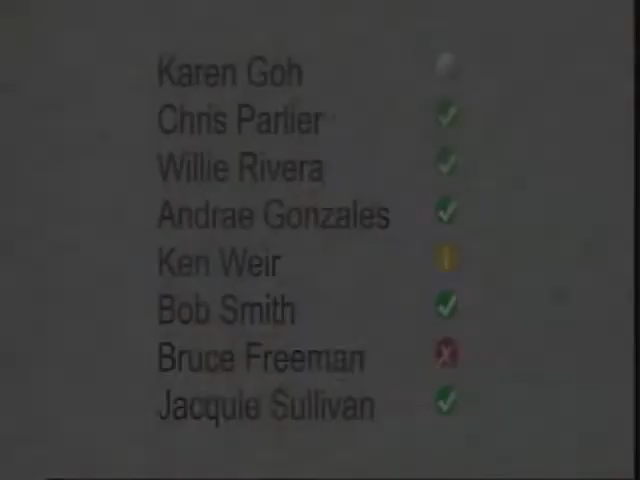 Karen Goh
Chris Parlier
Willie Rivera
Andrae Gonzales
Ken Weir
Bob Smith
Bruce Freeman
Jacquie Sullivan